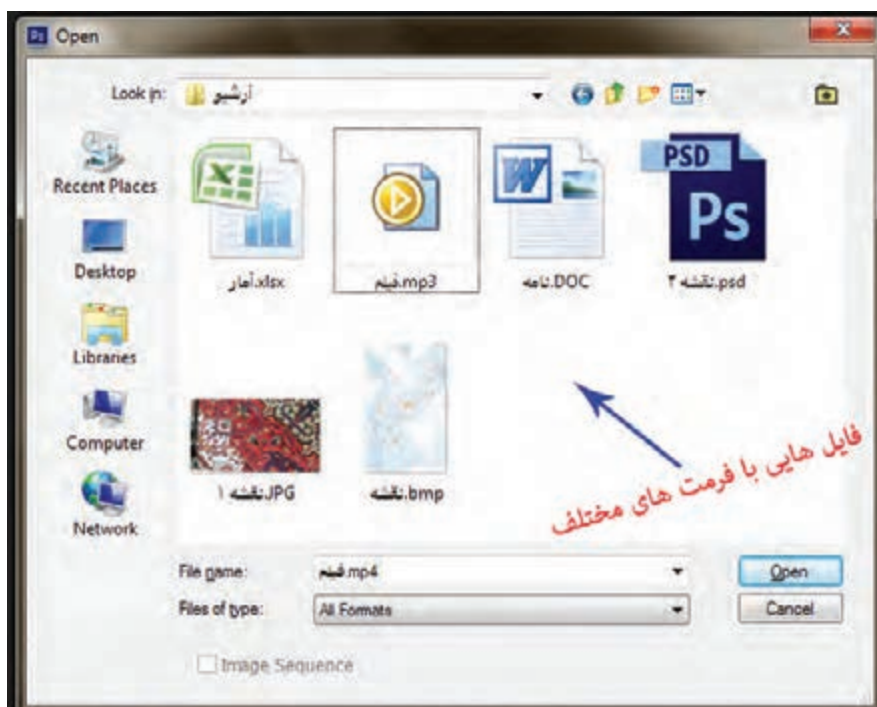 Ps Open
Look in: آرشیو
Recent Places
Desktop
Libraries
Computer
Network
آمار.xlsx
فیلم.mp3
نامه.DOC
PSD
Ps
نقشه ۲.psd
نقشه ۱.JPG
نقشه.bmp
فایل هایی با فرمت های مختلف
File name: فیلم.mp4 Open
Files of type: All Formats Cancel
Image Sequence